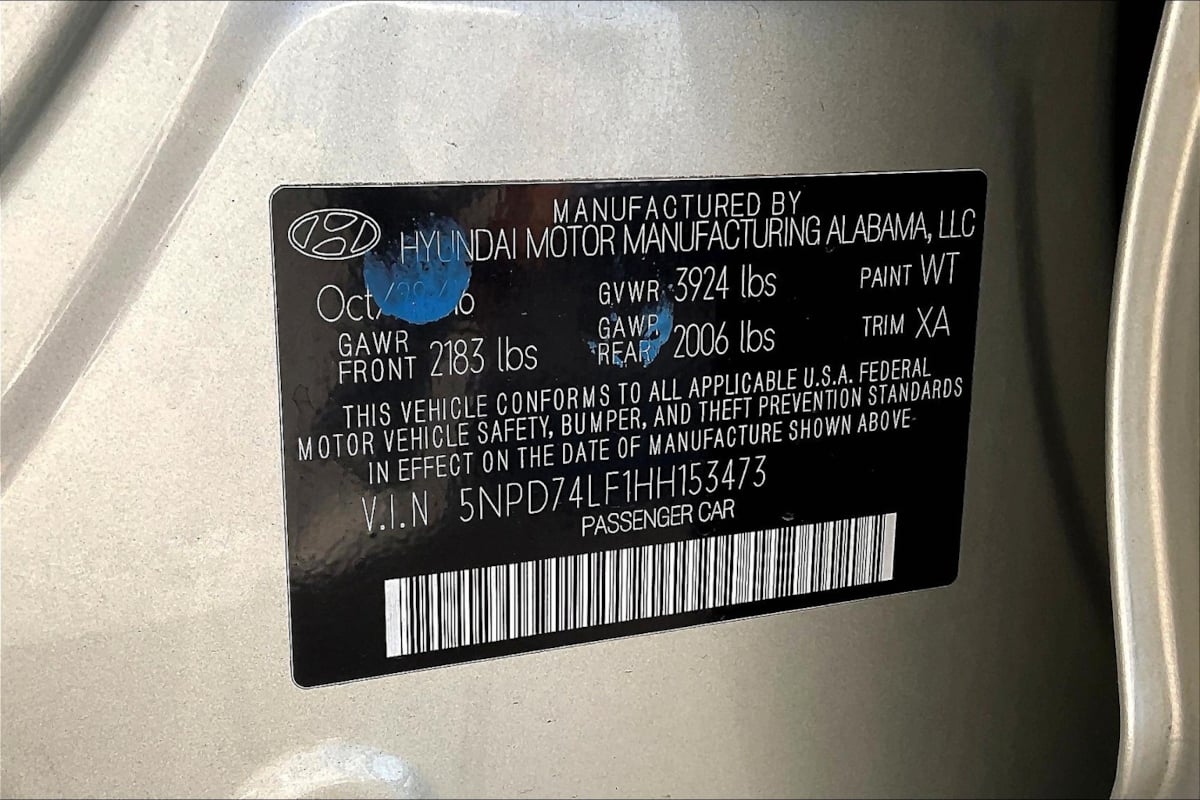 MANUFACTURED BY
HYUNDAI MOTOR MANUFACTURING ALABAMA, LLC
Oct/ /16 GVWR 3924 lbs PAINT WT
GAWR FRONT 2183 lbs GAWR REAR 2006 lbs TRIM XA
THIS VEHICLE CONFORMS TO ALL APPLICABLE U.S.A. FEDERAL
MOTOR VEHICLE SAFETY, BUMPER, AND THEFT PREVENTION STANDARDS
IN EFFECT ON THE DATE OF MANUFACTURE SHOWN ABOVE-
V.I.N 5NPD74LF1HH153473
PASSENGER CAR